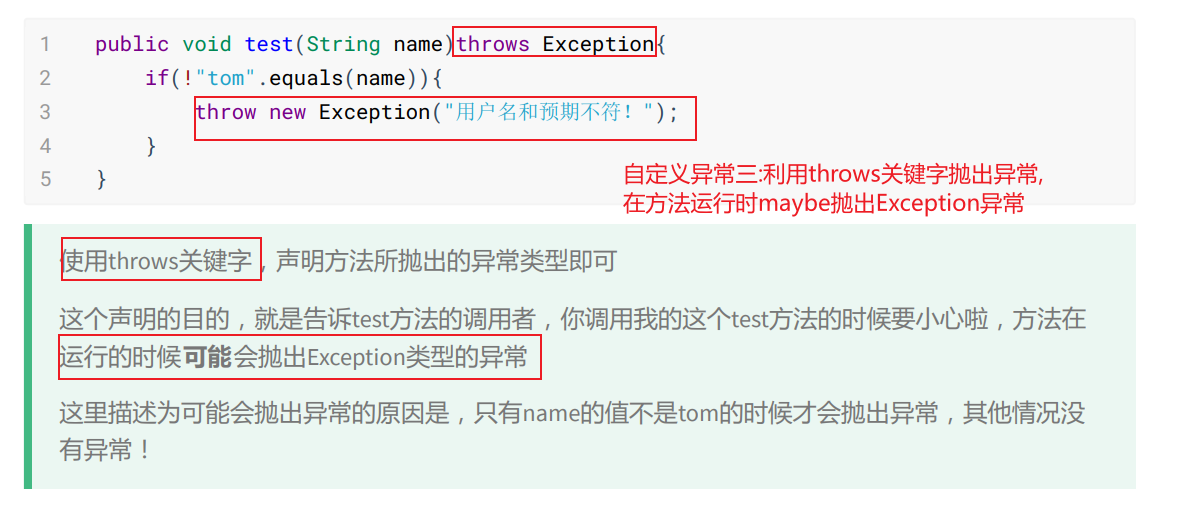 1 public void test(String name)throws Exception{
2 if(!"tom".equals(name)){
3 throw new Exception("用户名和预期不符！");
4 }
5 }
自定义异常三:利用throws关键字抛出异常,
在方法运行时maybe抛出Exception异常
使用throws关键字，声明方法所抛出的异常类型即可
这个声明的目的，就是告诉test方法的调用者，你调用我的这个test方法的时候要小心啦，方法在
运行的时候可能会抛出Exception类型的异常
这里描述为可能会抛出异常的原因是，只有name的值不是tom的时候才会抛出异常，其他情况没
有异常！